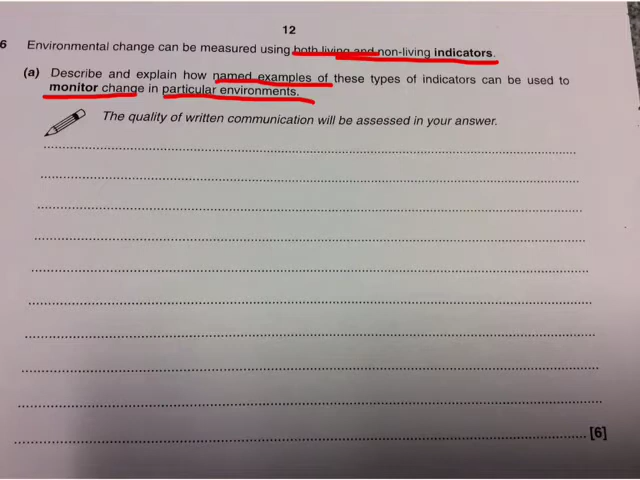 12
6 Environmental change can be measured using both living and non-living indicators.
(a) Describe and explain how named examples of these types of indicators can be used to
monitor change in particular environments.
The quality of written communication will be assessed in your answer.
[6]